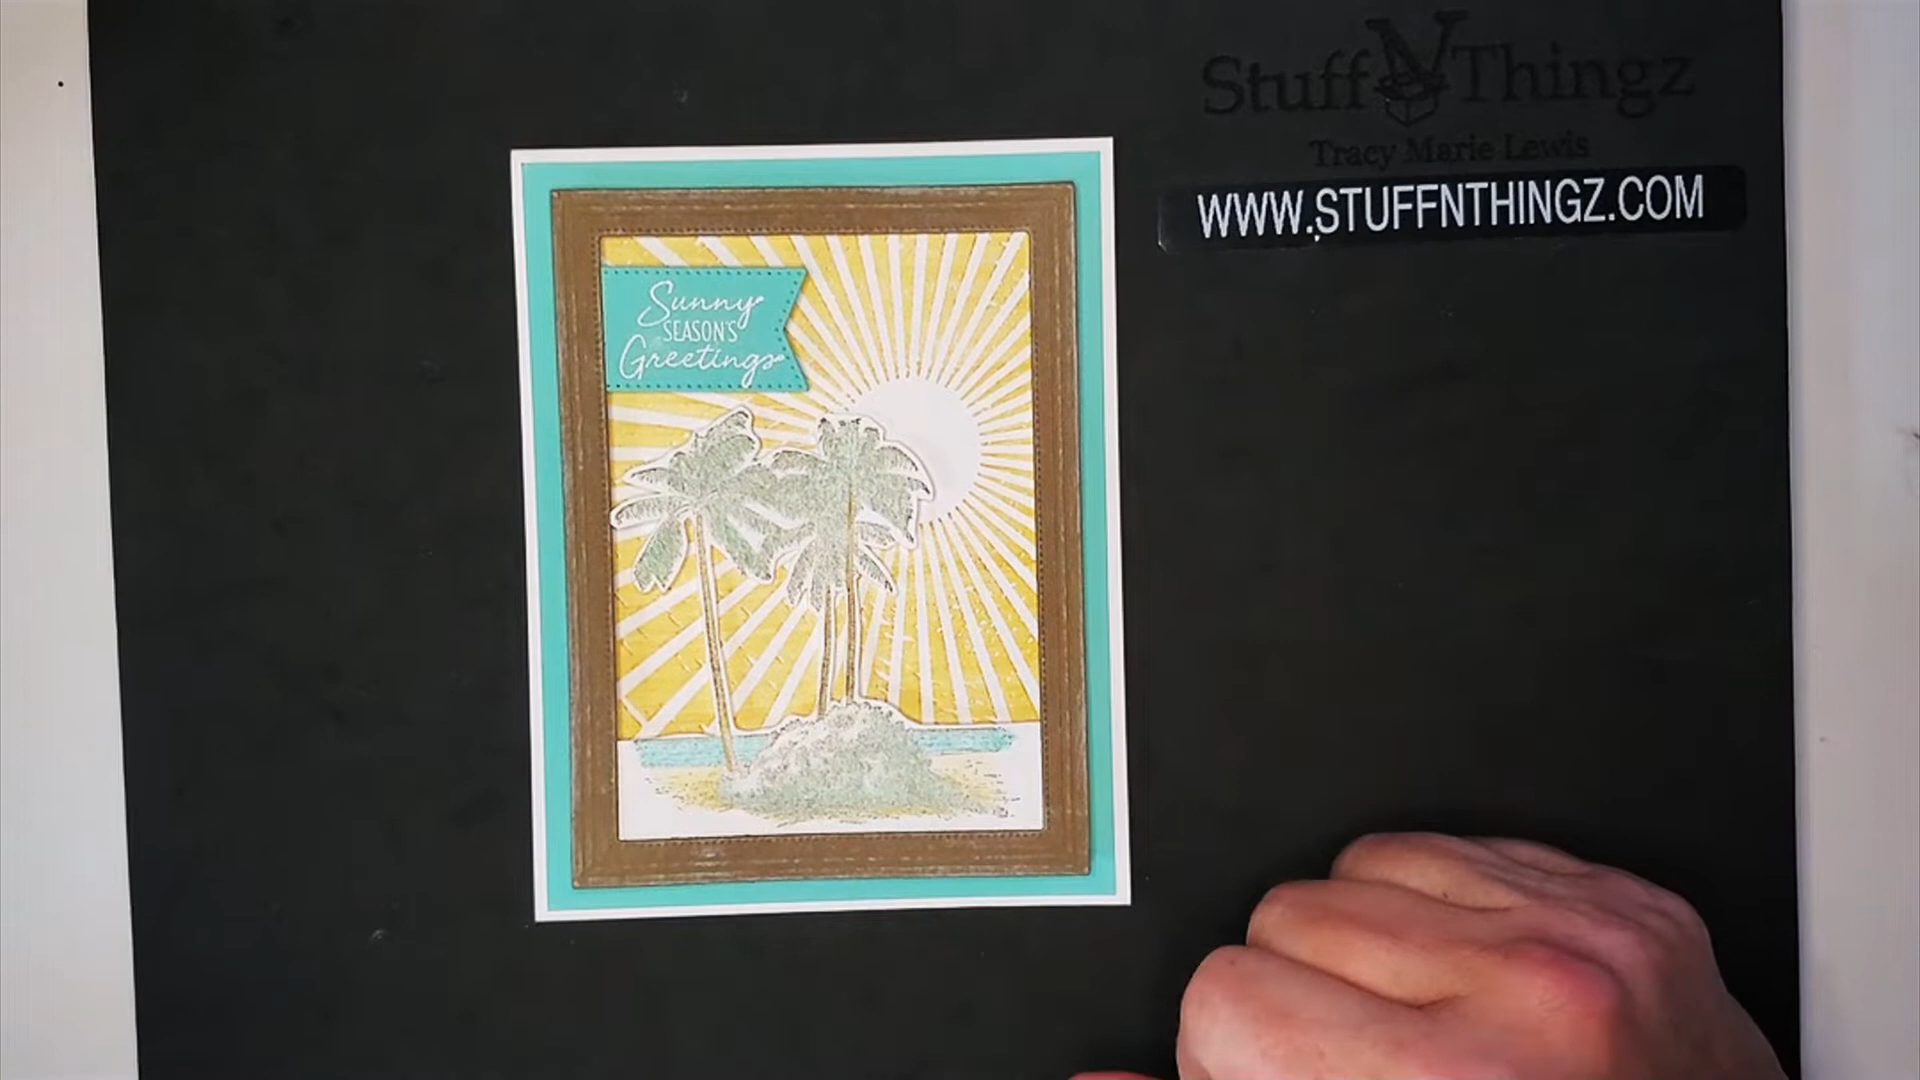 Stuff N Thingz
Tracy Marie Lewis
WWW.STUFFNTHINGZ.COM
Sunny
SEASON'S
Greetings